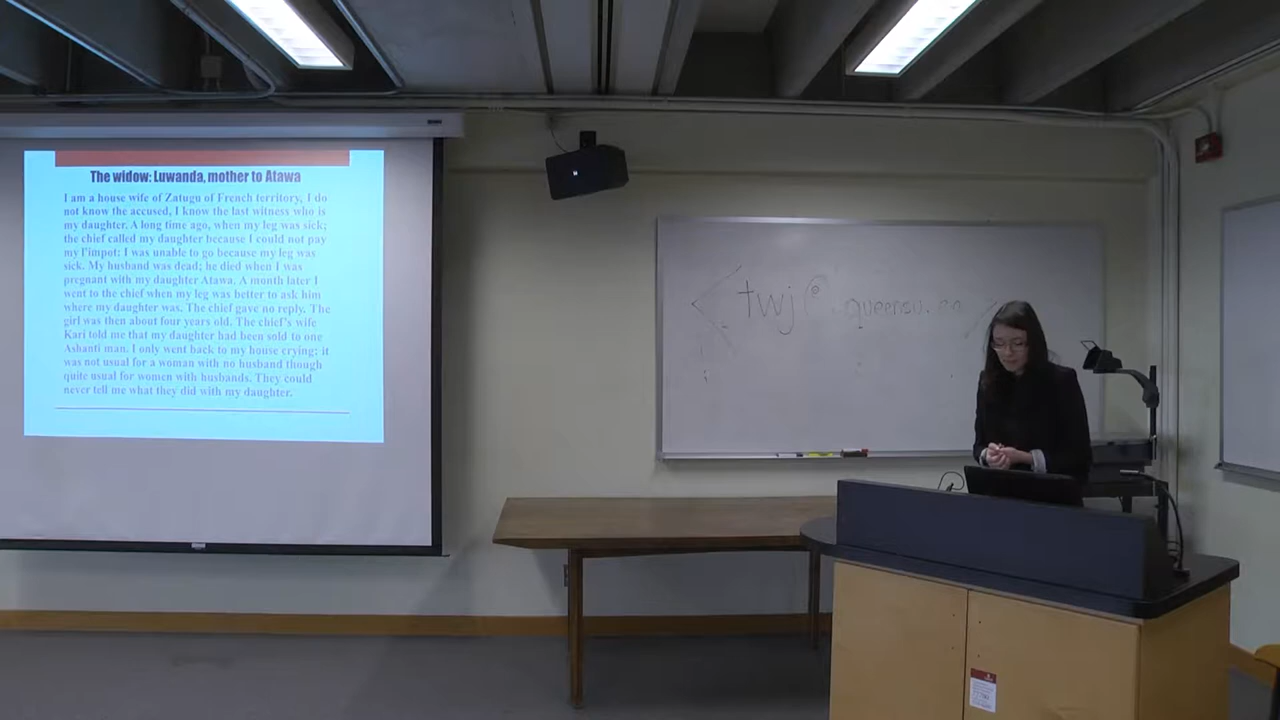 The widow: Luwanda, mother to Atawa
I am a house wife of Zatugu of French territory, I do
not know the accused, I know the last witness who is
my daughter. A long time ago, when my leg was sick;
the chief called my daughter because I could not pay
my l'impot: I was unable to go because my leg was
sick. My husband was dead; he died when I was
pregnant with my daughter Atawa. A month later I
went to the chief when my leg was better to ask him
where my daughter was. The chief gave no reply. The
girl was then about four years old. The chief's wife
Kari told me that my daughter had been sold to one
Ashanti man. I only went back to my house crying; it
was not usual for a woman with no husband though
quite usual for women with husbands. They could
never tell me what they did with my daughter.
twj@ queensu.ca